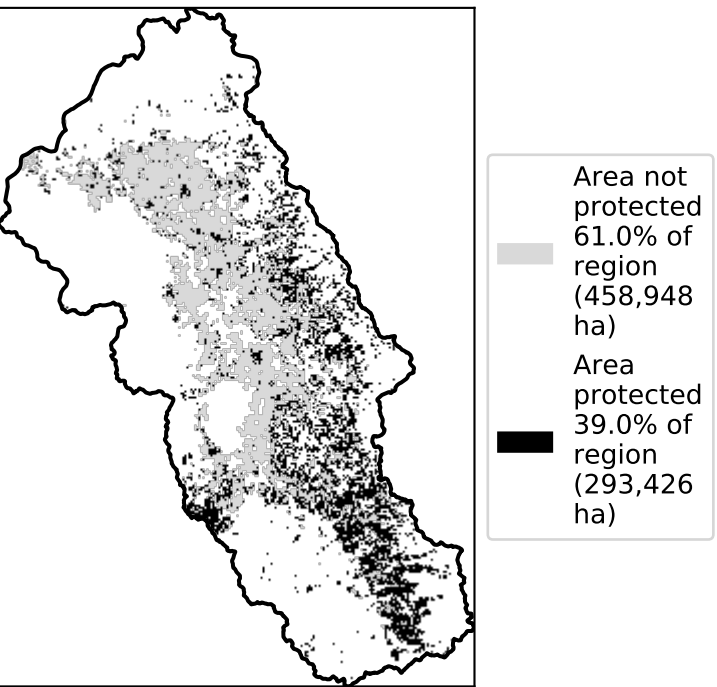 Area not
protected
61.0% of
region
(458,948
ha)
Area
protected
39.0% of
region
(293,426
ha)